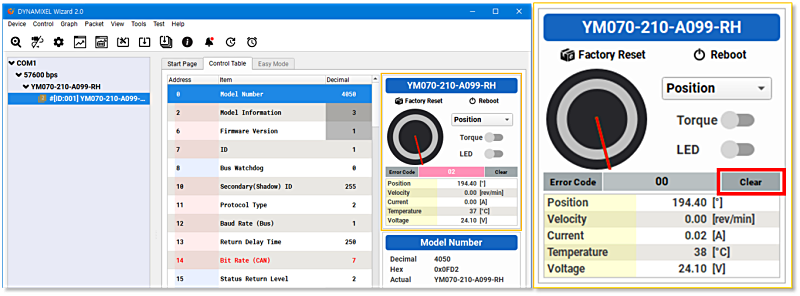 DYNAMIXEL Wizard 2.0
Device Control Graph Packet View Tools Test Help
COM1
57600 bps
YM070-210-A099-RH
#[ID:001] YM070-210-A099-...
Start Page Control Table Easy Mode
Address Item Decimal
0 Model Number 4050
2 Model Information 3
6 Firmware Version 1
7 ID 1
8 Bus Watchdog 0
10 Secondary(Shadow) ID 255
11 Protocol Type 2
12 Baud Rate (Bus) 1
13 Return Delay Time 250
14 Bit Rate (CAN) 7
15 Status Return Level 2
YM070-210-A099-RH
Factory Reset Reboot
Position
Torque
LED
Error Code 02 Clear
Position 194.40 [°]
Velocity 0.00 [rev/min]
Current 0.00 [A]
Temperature 37 [°C]
Voltage 24.10 [V]
Model Number
Decimal 4050
Hex 0x0FD2
Actual YM070-210-A099-RH
YM070-210-A099-RH
Factory Reset Reboot
Position
Torque
LED
Error Code 00 Clear
Position 194.40 [°]
Velocity 0.00 [rev/min]
Current 0.02 [A]
Temperature 38 [°C]
Voltage 24.10 [V]